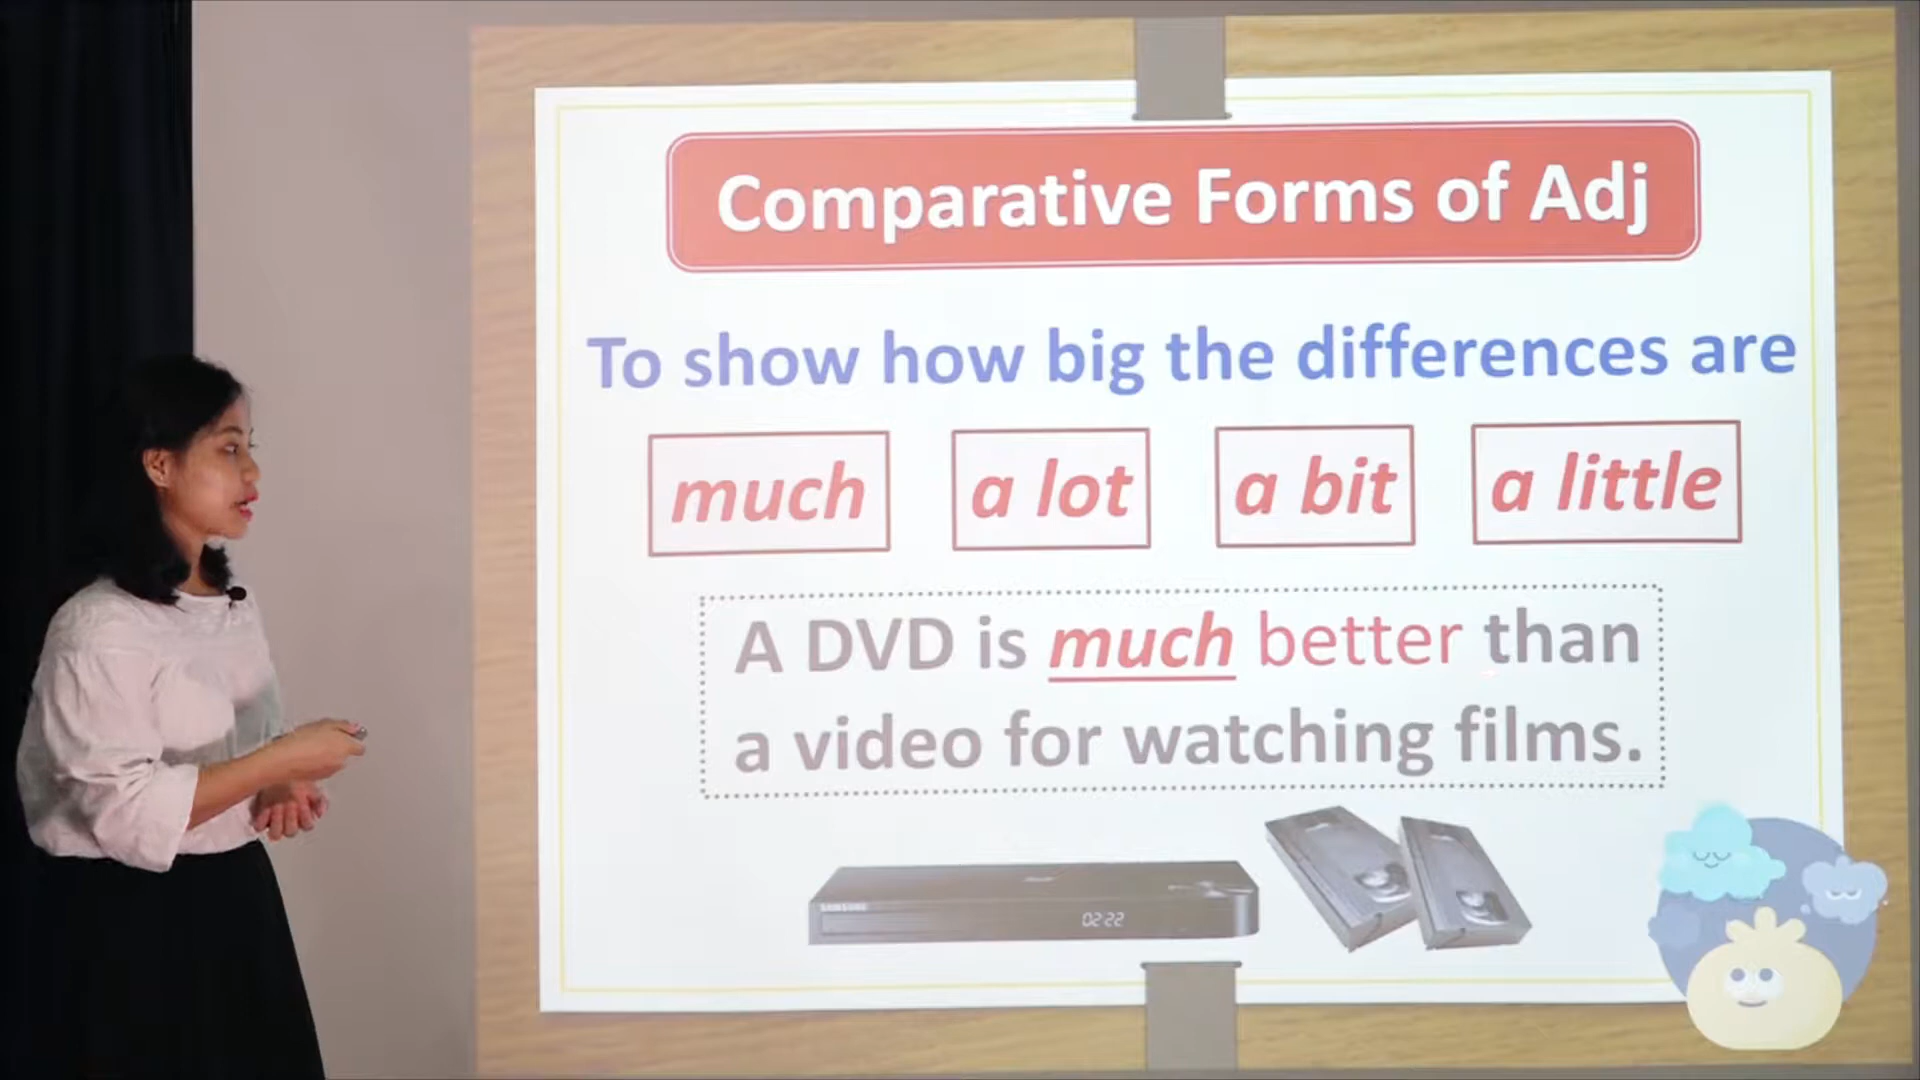 Comparative Forms of Adj
To show how big the differences are
much a lot a bit a little
A DVD is much better than
a video for watching films.
SAMSUNG
02:22